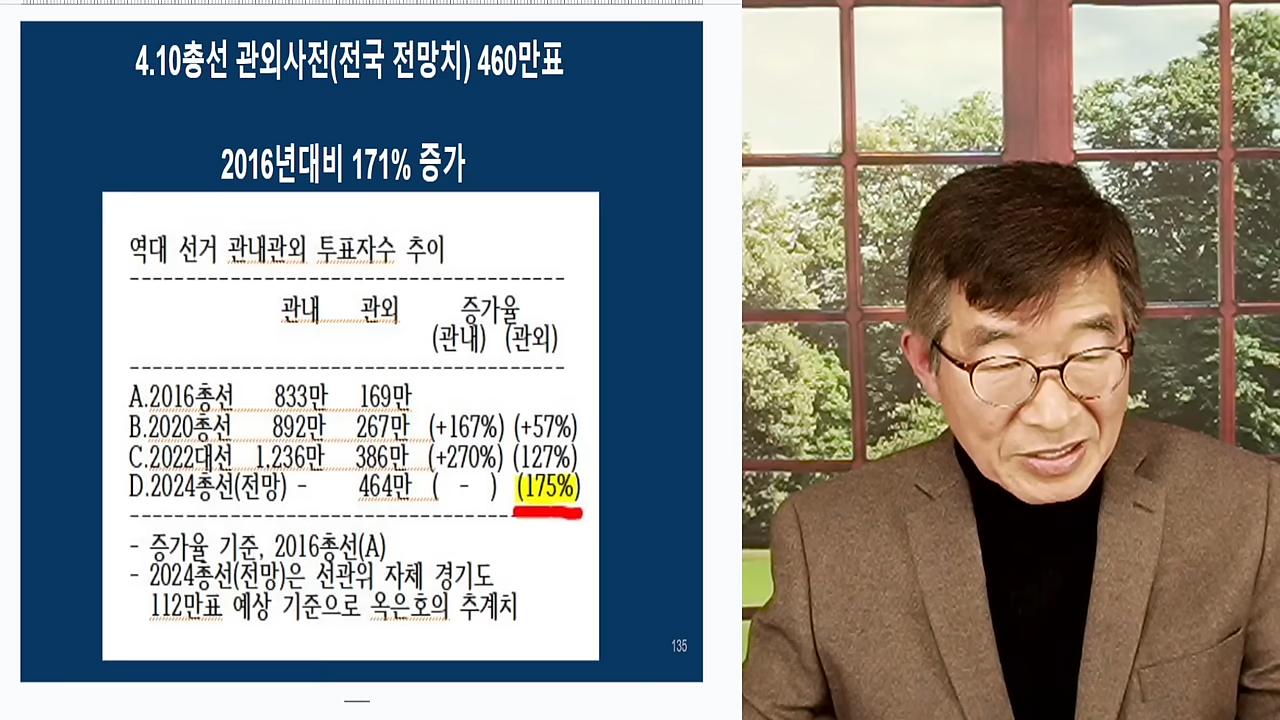 4.10총선 관외사전(전국 전망치) 460만표
2016년대비 171% 증가
역대 선거 관내관외 투표자수 추이
관내 관외 증가율
(관내) (관외)
A.2016총선 833만 169만
B.2020총선 892만 267만 (+167%) (+57%)
C.2022대선 1,236만 386만 (+270%) (127%)
D.2024총선(전망) - 464만 ( - ) (175%)
- 증가율 기준, 2016총선(A)
- 2024총선(전망)은 선관위 자체 경기도
112만표 예상 기준으로 옥은호의 추계치
135